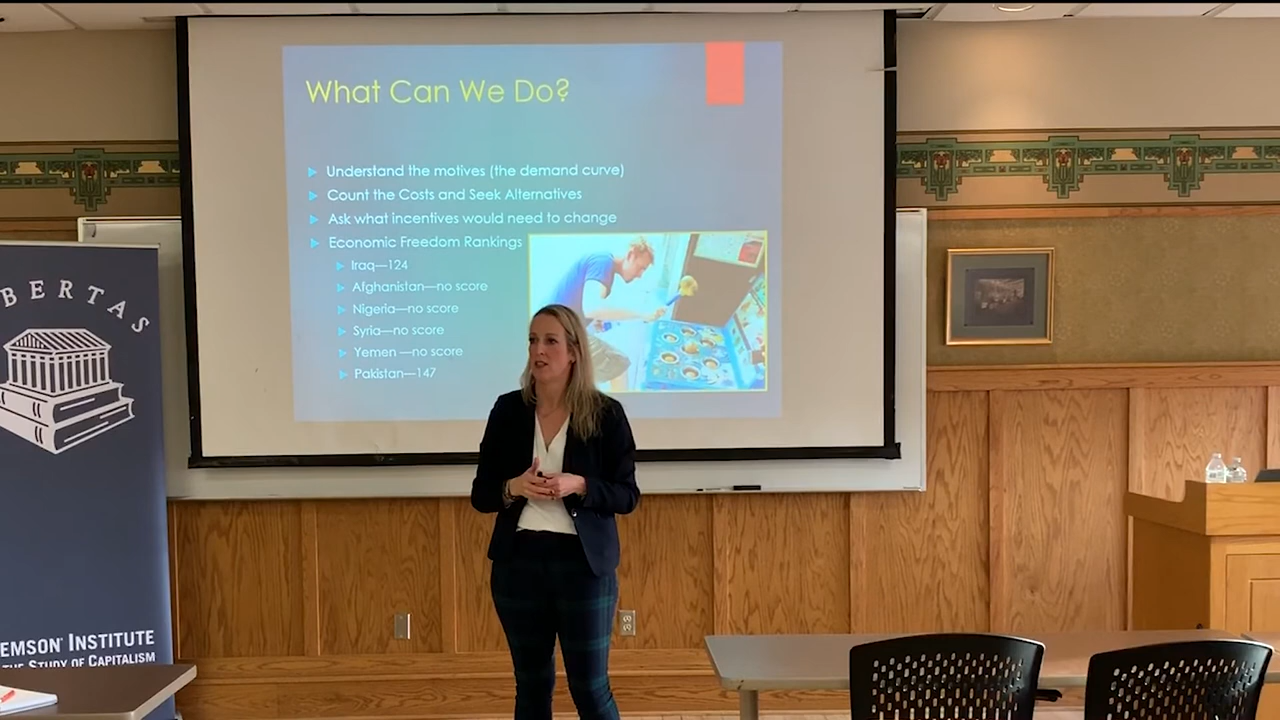 What Can We Do?
Understand the motives (the demand curve)
Count the Costs and Seek Alternatives
Ask what incentives would need to change
Economic Freedom Rankings
Iraq—124
Afghanistan—no score
Nigeria—no score
Syria—no score
Yemen —no score
Pakistan—147
BERTAS
EMSON INSTITUTE
THE STUDY OF CAPITALISM